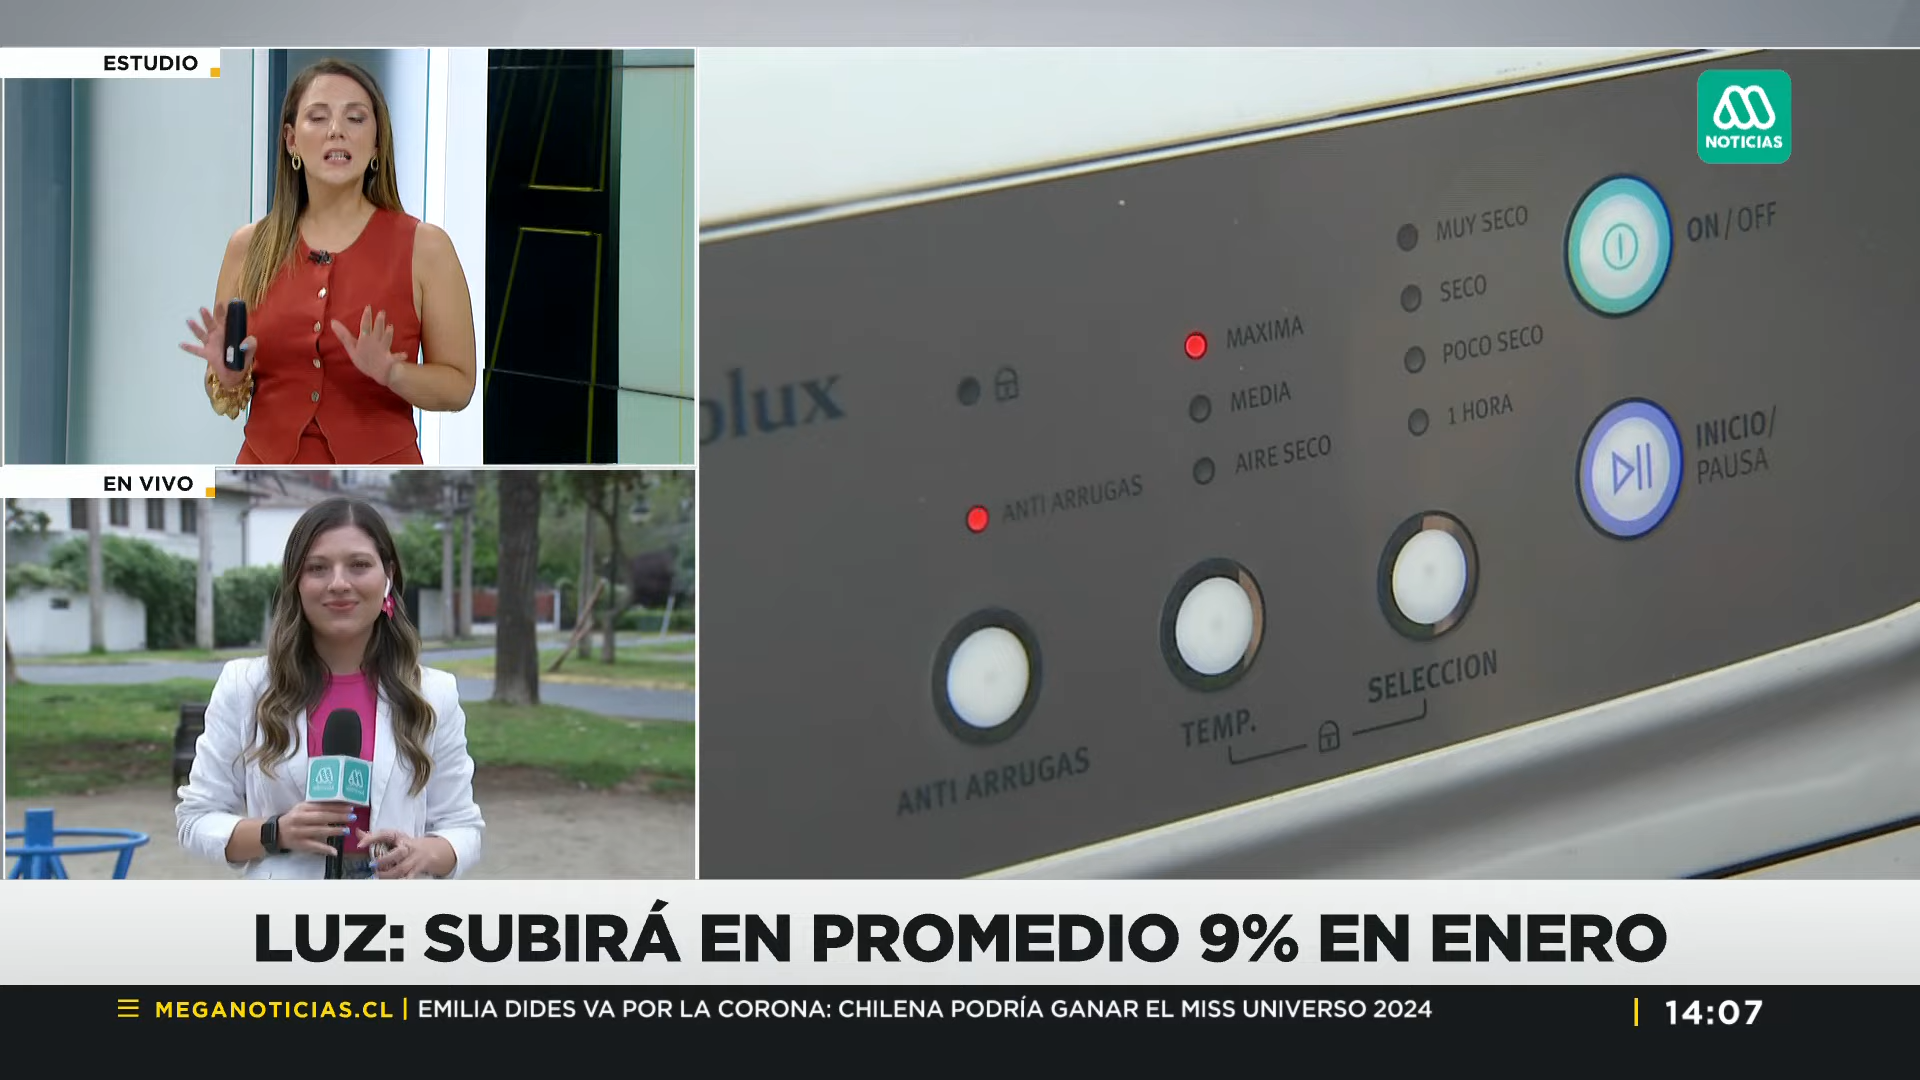 ESTUDIO
NOTICIAS
MUY SECO
ON / OFF
SECO
MAXIMA
POCO SECO
MEDIA
1 HORA
AIRE SECO
INICIO/
PAUSA
olux
ANTI ARRUGAS
EN VIVO
SELECCION
TEMP.
ANTI ARRUGAS
LUZ: SUBIRÁ EN PROMEDIO 9% EN ENERO
MEGANOTICIAS.CL | EMILIA DIDES VA POR LA CORONA: CHILENA PODRÍA GANAR EL MISS UNIVERSO 2024
14:07